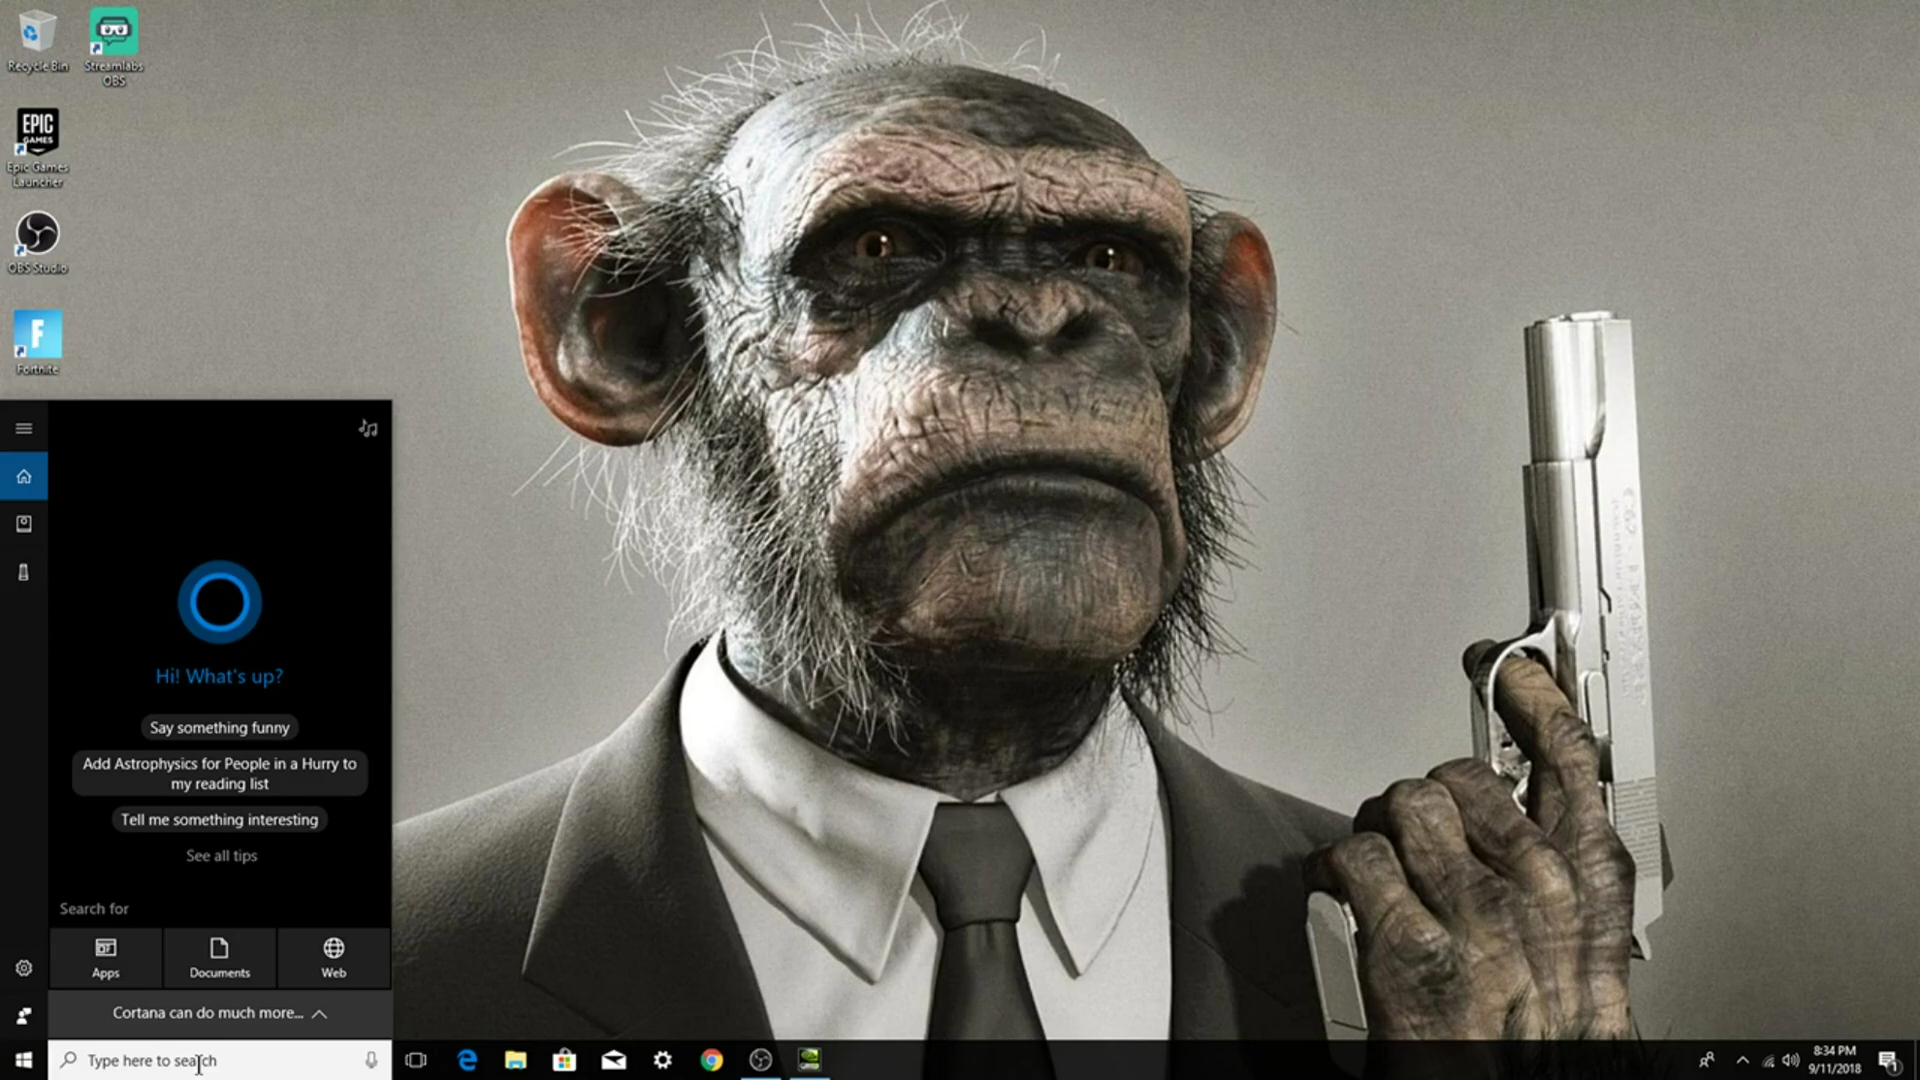 Recycle Bin
Streamlabs
OBS
EPIC
GAMES
Epic Games
Launcher
OBS Studio
F
Fortnite
Hi! What's up?
Say something funny
Add Astrophysics for People in a Hurry to
my reading list
Tell me something interesting
See all tips
Search for
Apps
Documents
Web
Cortana can do much more...
Type here to search
8:34 PM
9/11/2018
1